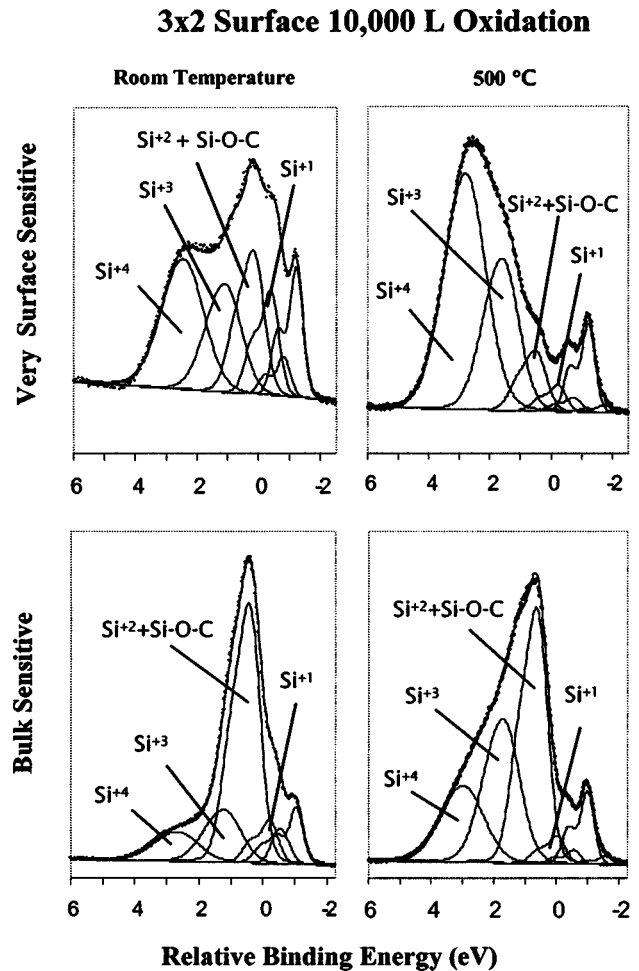 3x2 Surface 10,000 L Oxidation
Room Temperature
500 °C
Very Surface Sensitive
Si+2 + Si-O-C
Si+3
Si+1
Si+4
6 4 2 0 -2
Si+3
Si+2+Si-O-C
Si+1
Si+4
6 4 2 0 -2
Bulk Sensitive
Si+2+Si-O-C
Si+1
Si+3
Si+4
6 4 2 0 -2
Si+2+Si-O-C
Si+3
Si+1
Si+4
6 4 2 0 -2
Relative Binding Energy (eV)